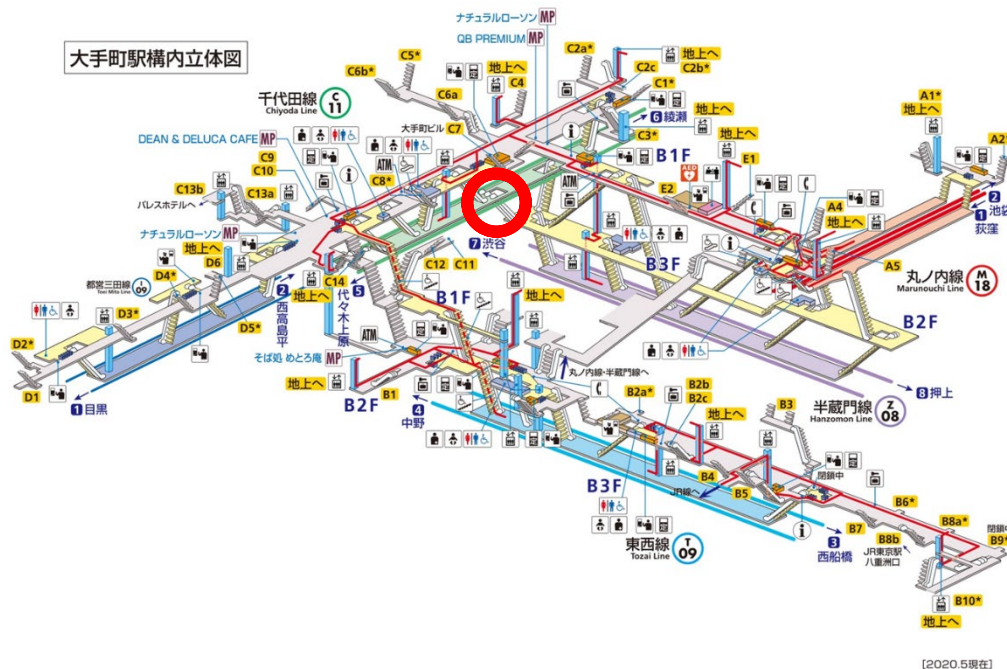 大手町駅構内立体図
ナチュラルローソン MP
QB PREMIUM MP
C5*
C6b*
地上へ
C4
C6a
C7
C2a*
地上へ
C2c
C2b*
C1*
地上へ
6 綾瀬
C3*
地上へ
千代田線 C 11
Chiyoda Line
DEAN & DELUCA CAFE MP
大手町ビル
ATM
C8*
C9
C10
C13b
C13a
パレスホテルへ
ナチュラルローソン MP
地上へ
D6
D4*
都営三田線 I 09
Toei Mita Line
D3*
D2*
D5*
D1
1 目黒
2 西高島平
C14
地上へ
5 代々木上原
C12
C11
7 渋谷
B1F
ATM
AED
E1
E2
A4
地上へ
A1*
地上へ
A2
2 池袋
1 荻窪
A5
丸ノ内線 M 18
Marunouchi Line
B3F
B2F
B1F
8 押上
半蔵門線 Z 08
Hanzomon Line
丸ノ内線・半蔵門線へ
ATM
そば処 めとろ庵 MP
地上へ
地上へ
B2F
B1
4 中野
B2a*
B2b
B2c
地上へ
B3
閉鎖中
B4
B5
JR線へ
B3F
東西線 T 09
Tozai Line
B7
3 西船橋
B6*
B8b
JR東京駅
八重洲口
B8a*
閉鎖中
B9*
B10*
地上へ
[2020.5現在]